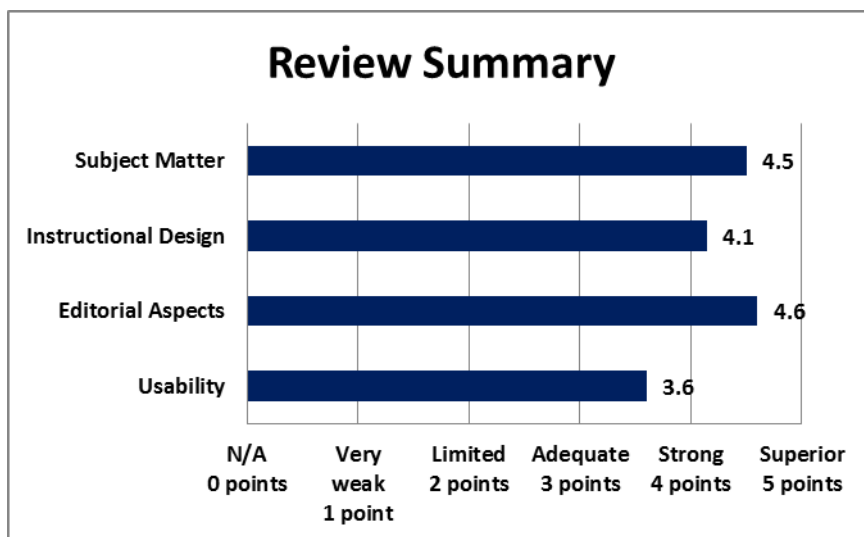 Review Summary
Subject Matter
4.5
Instructional Design
4.1
Editorial Aspects
4.6
Usability
3.6
N/A Very Limited Adequate Strong Superior
0 points weak 2 points 3 points 4 points 5 points
1 point